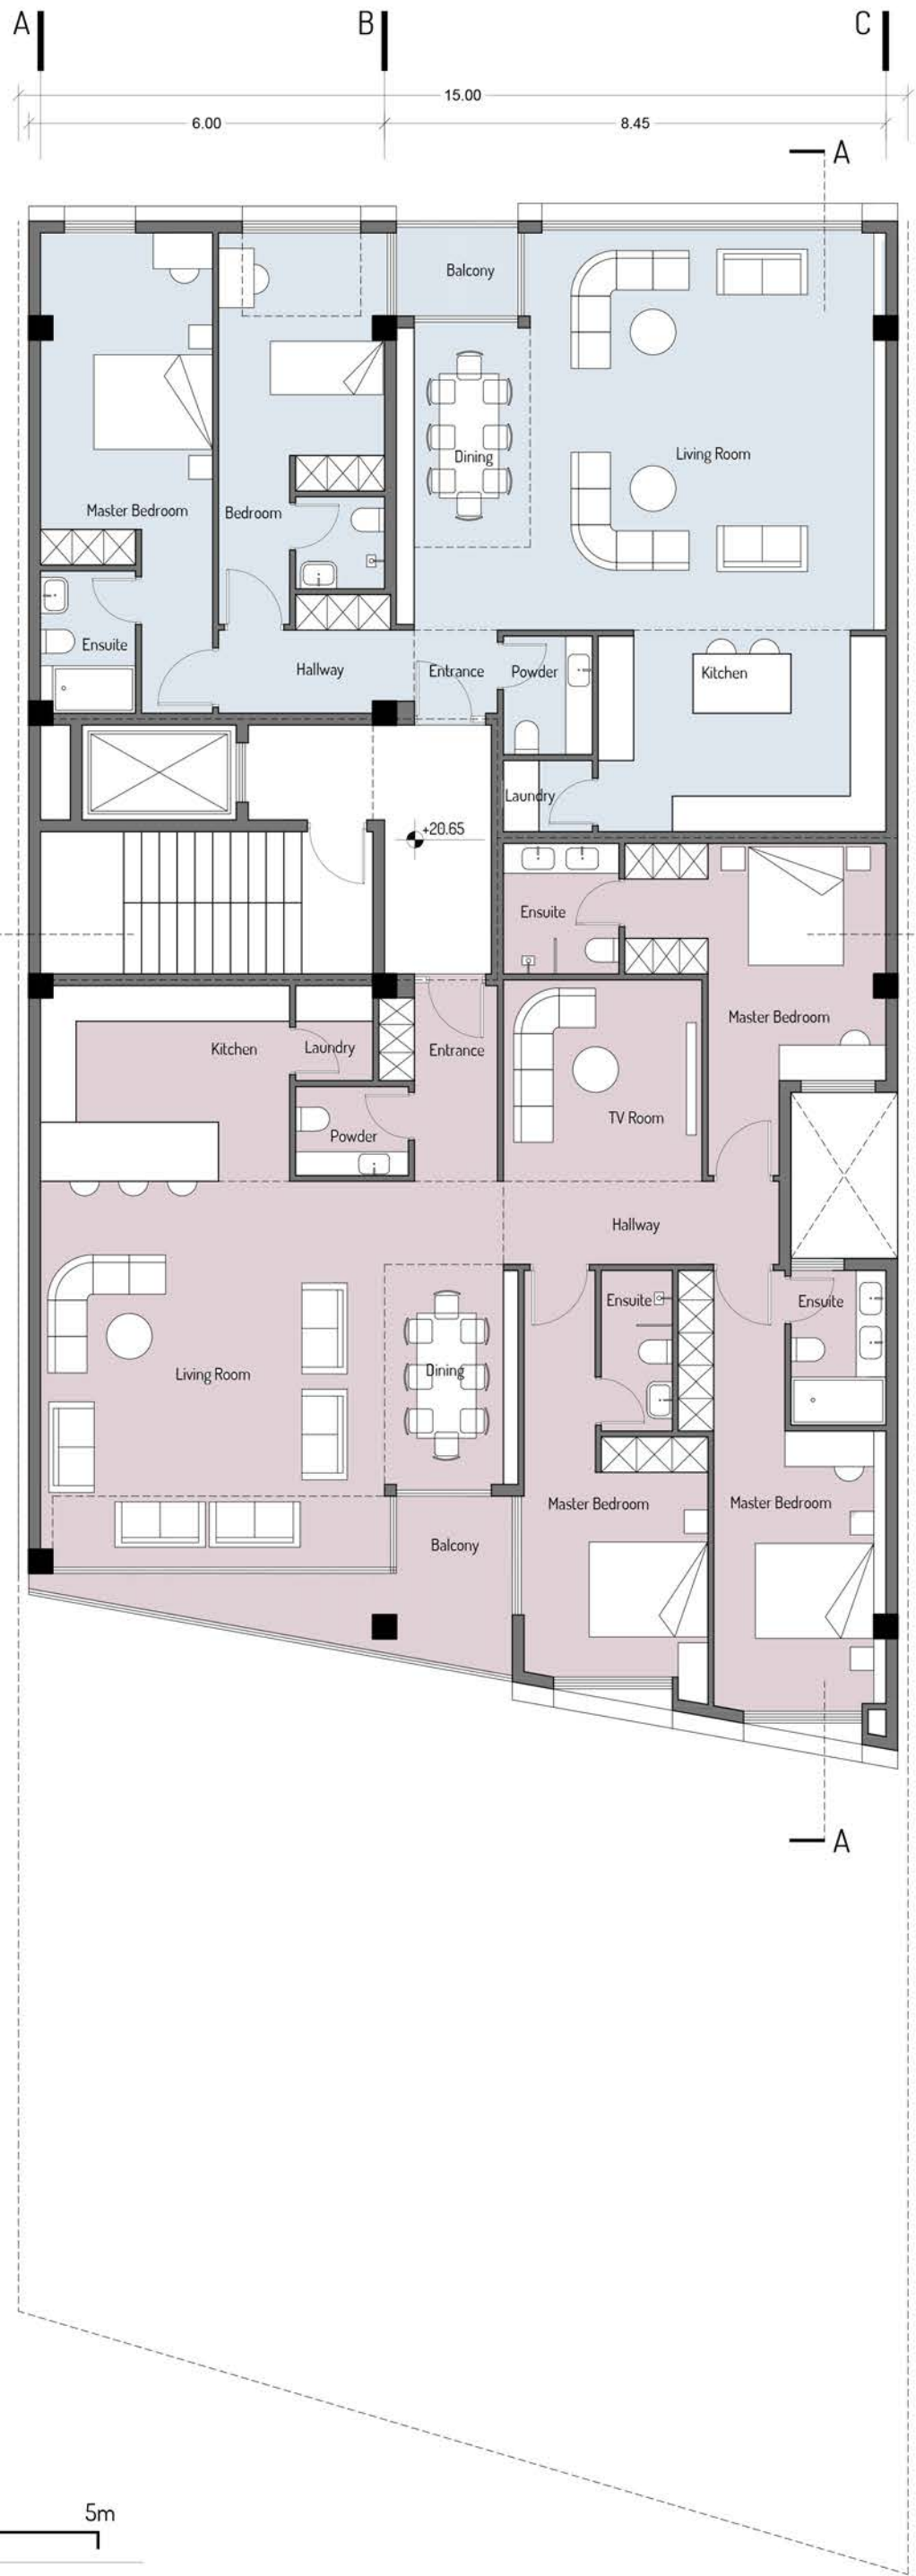 A
B
C
15.00
6.00
8.45
A
Balcony
Dining
Living Room
Master Bedroom
Bedroom
Ensuite
Hallway
Entrance
Powder
Kitchen
Laundry
+20.65
Ensuite
Master Bedroom
Kitchen
Laundry
Entrance
TV Room
Powder
Hallway
Ensuite
Ensuite
Living Room
Dining
Master Bedroom
Master Bedroom
Balcony
A
5m